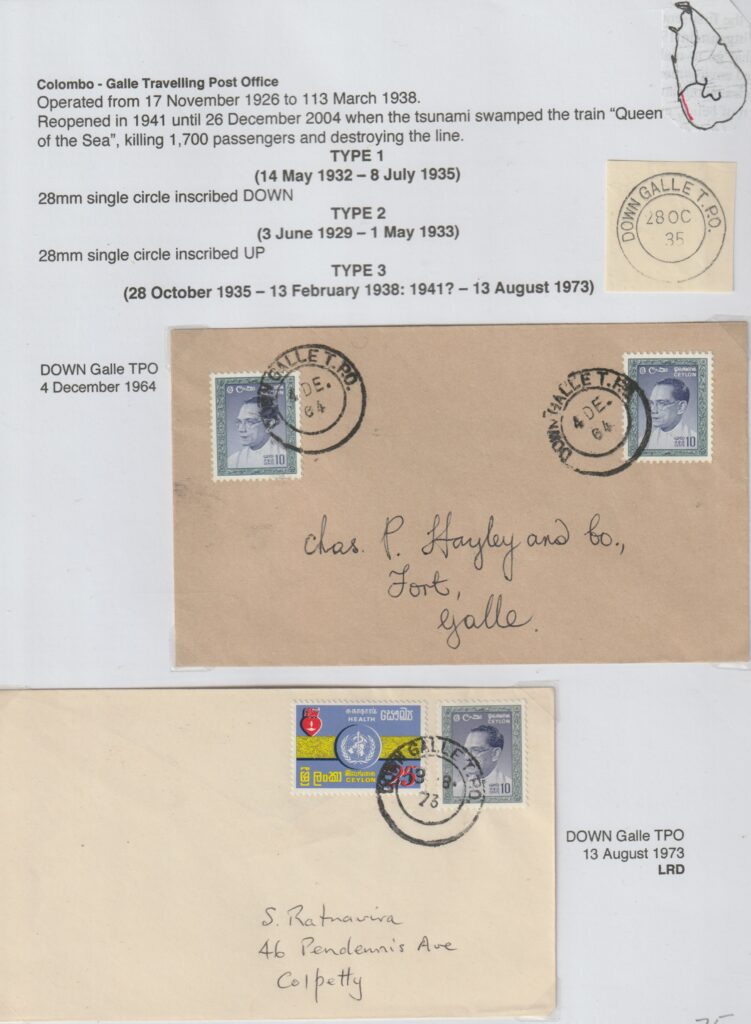 Colombo - Galle Travelling Post Office
Operated from 17 November 1926 to 113 March 1938.
Reopened in 1941 until 26 December 2004 when the tsunami swamped the train “Queen
of the Sea”, killing 1,700 passengers and destroying the line.
TYPE 1
(14 May 1932 – 8 July 1935)
28mm single circle inscribed DOWN
TYPE 2
(3 June 1929 – 1 May 1933)
28mm single circle inscribed UP
TYPE 3
(28 October 1935 – 13 February 1938: 1941? – 13 August 1973)
DOWN GALLE T.P.O.
28 OC
35
DOWN Galle TPO
4 December 1964
DOWN GALLE T.P.O.
4 DE.
64
10
DOWN GALLE T.P.
4 DE.
64
ලංකා
CEYLON
10
Chas. P. Hayley and Co.,
Fort,
Galle.
HEALTH
සෞඛ්‍ය
ශ්‍රී ලංකා
CEYLON
25
DOWN GALLE T.P.O.
8
73
ලංකා
CEYLON
10
DOWN Galle TPO
13 August 1973
LRD
S. Ratnavira
46 Pendennis Ave
Colpetty